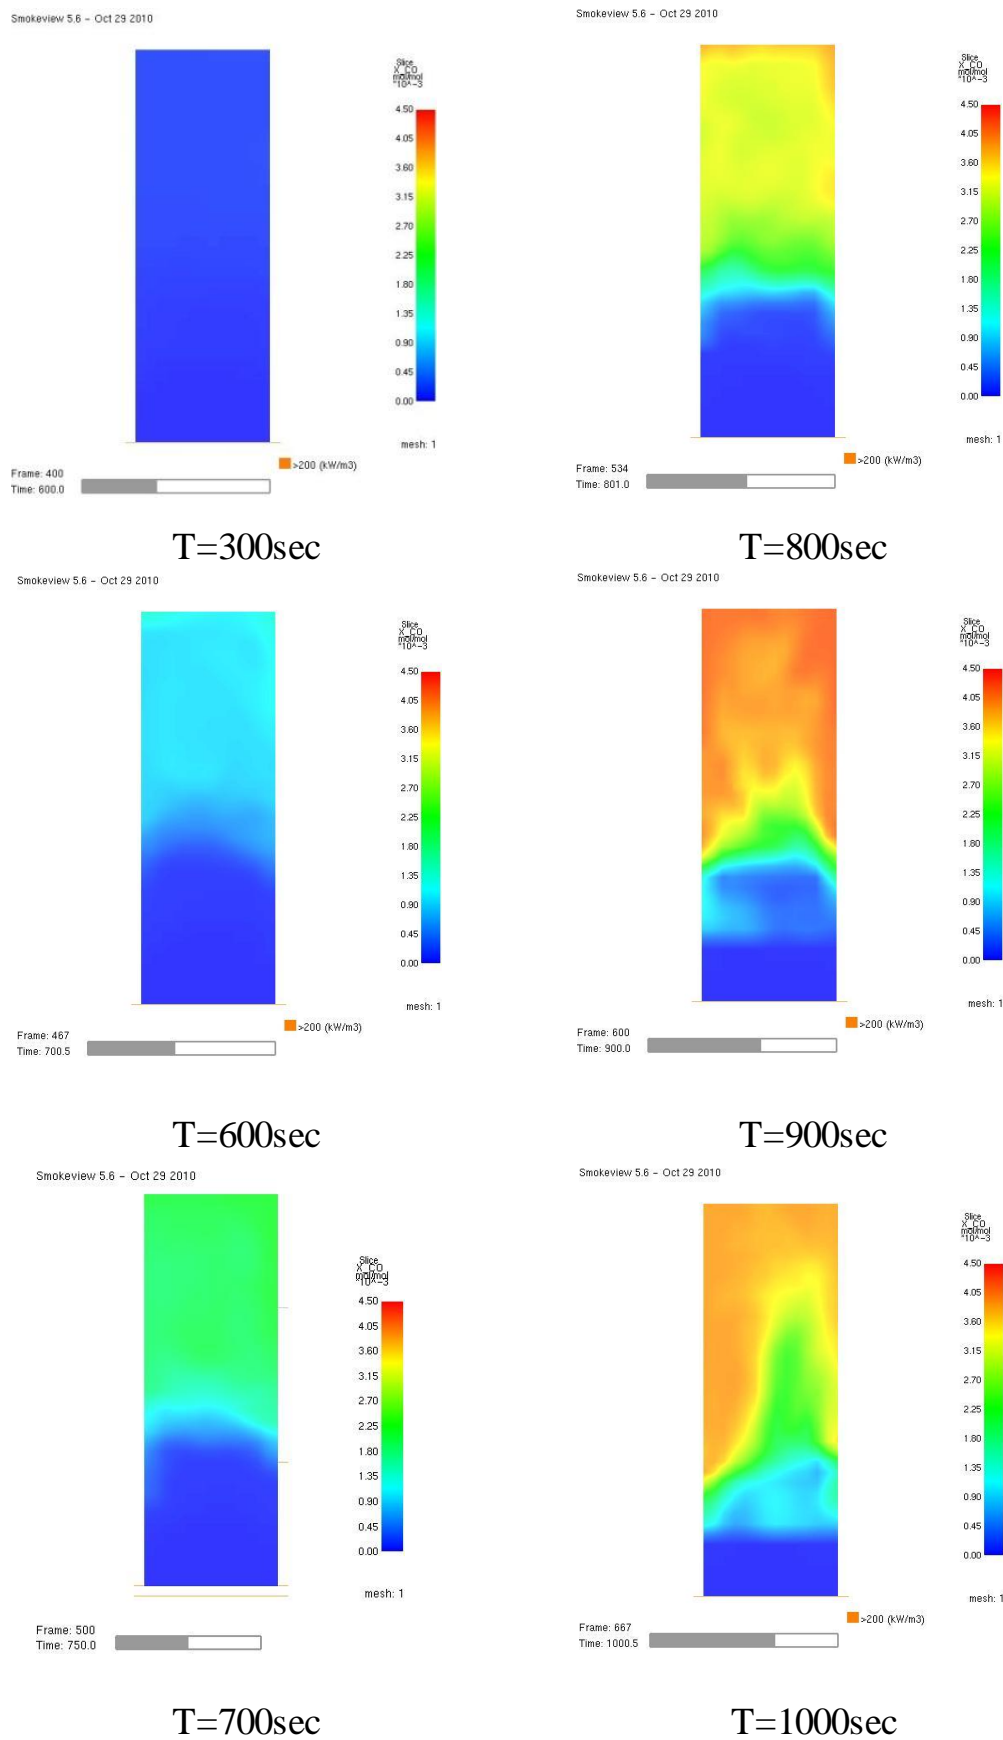 Smokeview 5.6 – Oct 29 2010
Slice
X_CO
mol/mol
*10^-3
4.50
4.05
3.60
3.15
2.70
2.25
1.80
1.35
0.90
0.45
0.00
mesh: 1
>200 (kW/m3)
Frame: 400
Time: 600.0
T=300sec
Smokeview 5.6 – Oct 29 2010
Slice
X_CO
mol/mol
*10^-3
4.50
4.05
3.60
3.15
2.70
2.25
1.80
1.35
0.90
0.45
0.00
mesh: 1
>200 (kW/m3)
Frame: 534
Time: 801.0
T=800sec
Smokeview 5.6 – Oct 29 2010
Slice
X_CO
mol/mol
*10^-3
4.50
4.05
3.60
3.15
2.70
2.25
1.80
1.35
0.90
0.45
0.00
mesh: 1
>200 (kW/m3)
Frame: 467
Time: 700.5
T=600sec
Smokeview 5.6 – Oct 29 2010
Slice
X_CO
mol/mol
*10^-3
4.50
4.05
3.60
3.15
2.70
2.25
1.80
1.35
0.90
0.45
0.00
mesh: 1
>200 (kW/m3)
Frame: 600
Time: 900.0
T=900sec
Smokeview 5.6 – Oct 29 2010
Slice
X_CO
mol/mol
*10^-3
4.50
4.05
3.60
3.15
2.70
2.25
1.80
1.35
0.90
0.45
0.00
mesh: 1
Frame: 500
Time: 750.0
T=700sec
Smokeview 5.6 – Oct 29 2010
Slice
X_CO
mol/mol
*10^-3
4.50
4.05
3.60
3.15
2.70
2.25
1.80
1.35
0.90
0.45
0.00
mesh: 1
>200 (kW/m3)
Frame: 667
Time: 1000.5
T=1000sec